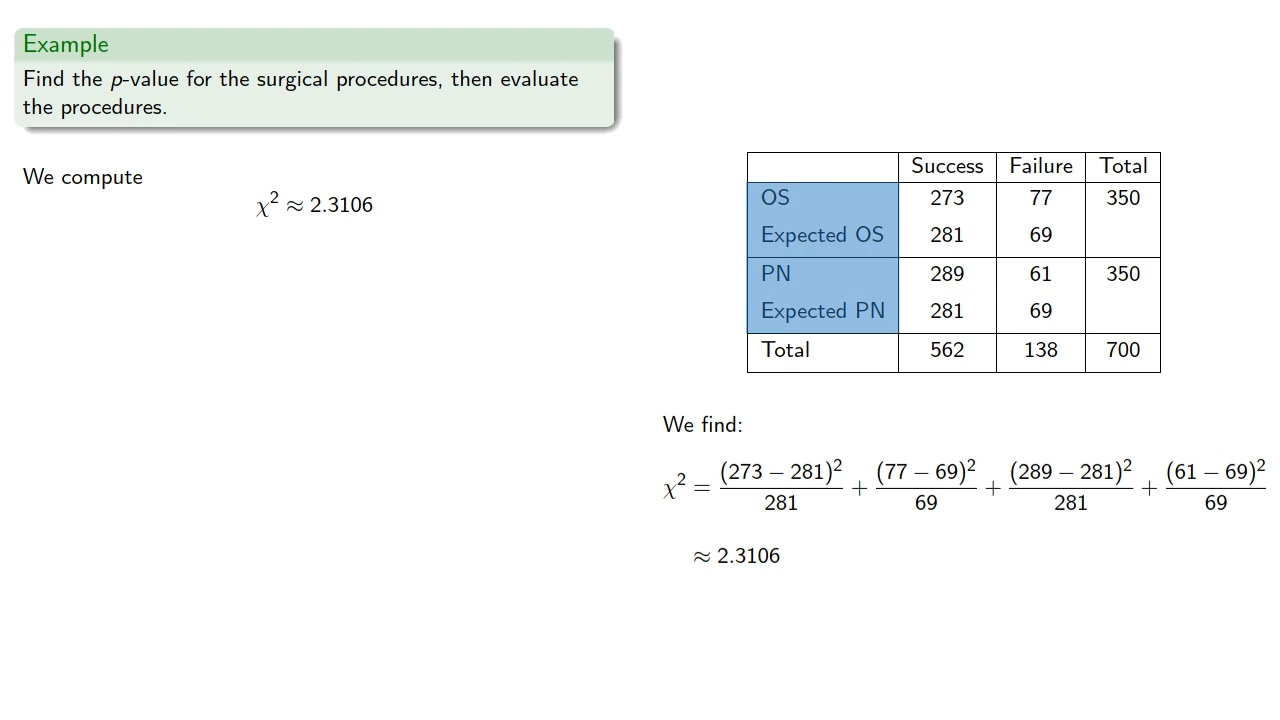 Example
Find the p-value for the surgical procedures, then evaluate
the procedures.
We compute
χ² ≈ 2.3106
Success Failure Total
OS 273 77 350
Expected OS 281 69
PN 289 61 350
Expected PN 281 69
Total 562 138 700
We find:
χ² = (273 − 281)²/281 + (77 − 69)²/69 + (289 − 281)²/281 + (61 − 69)²/69
≈ 2.3106